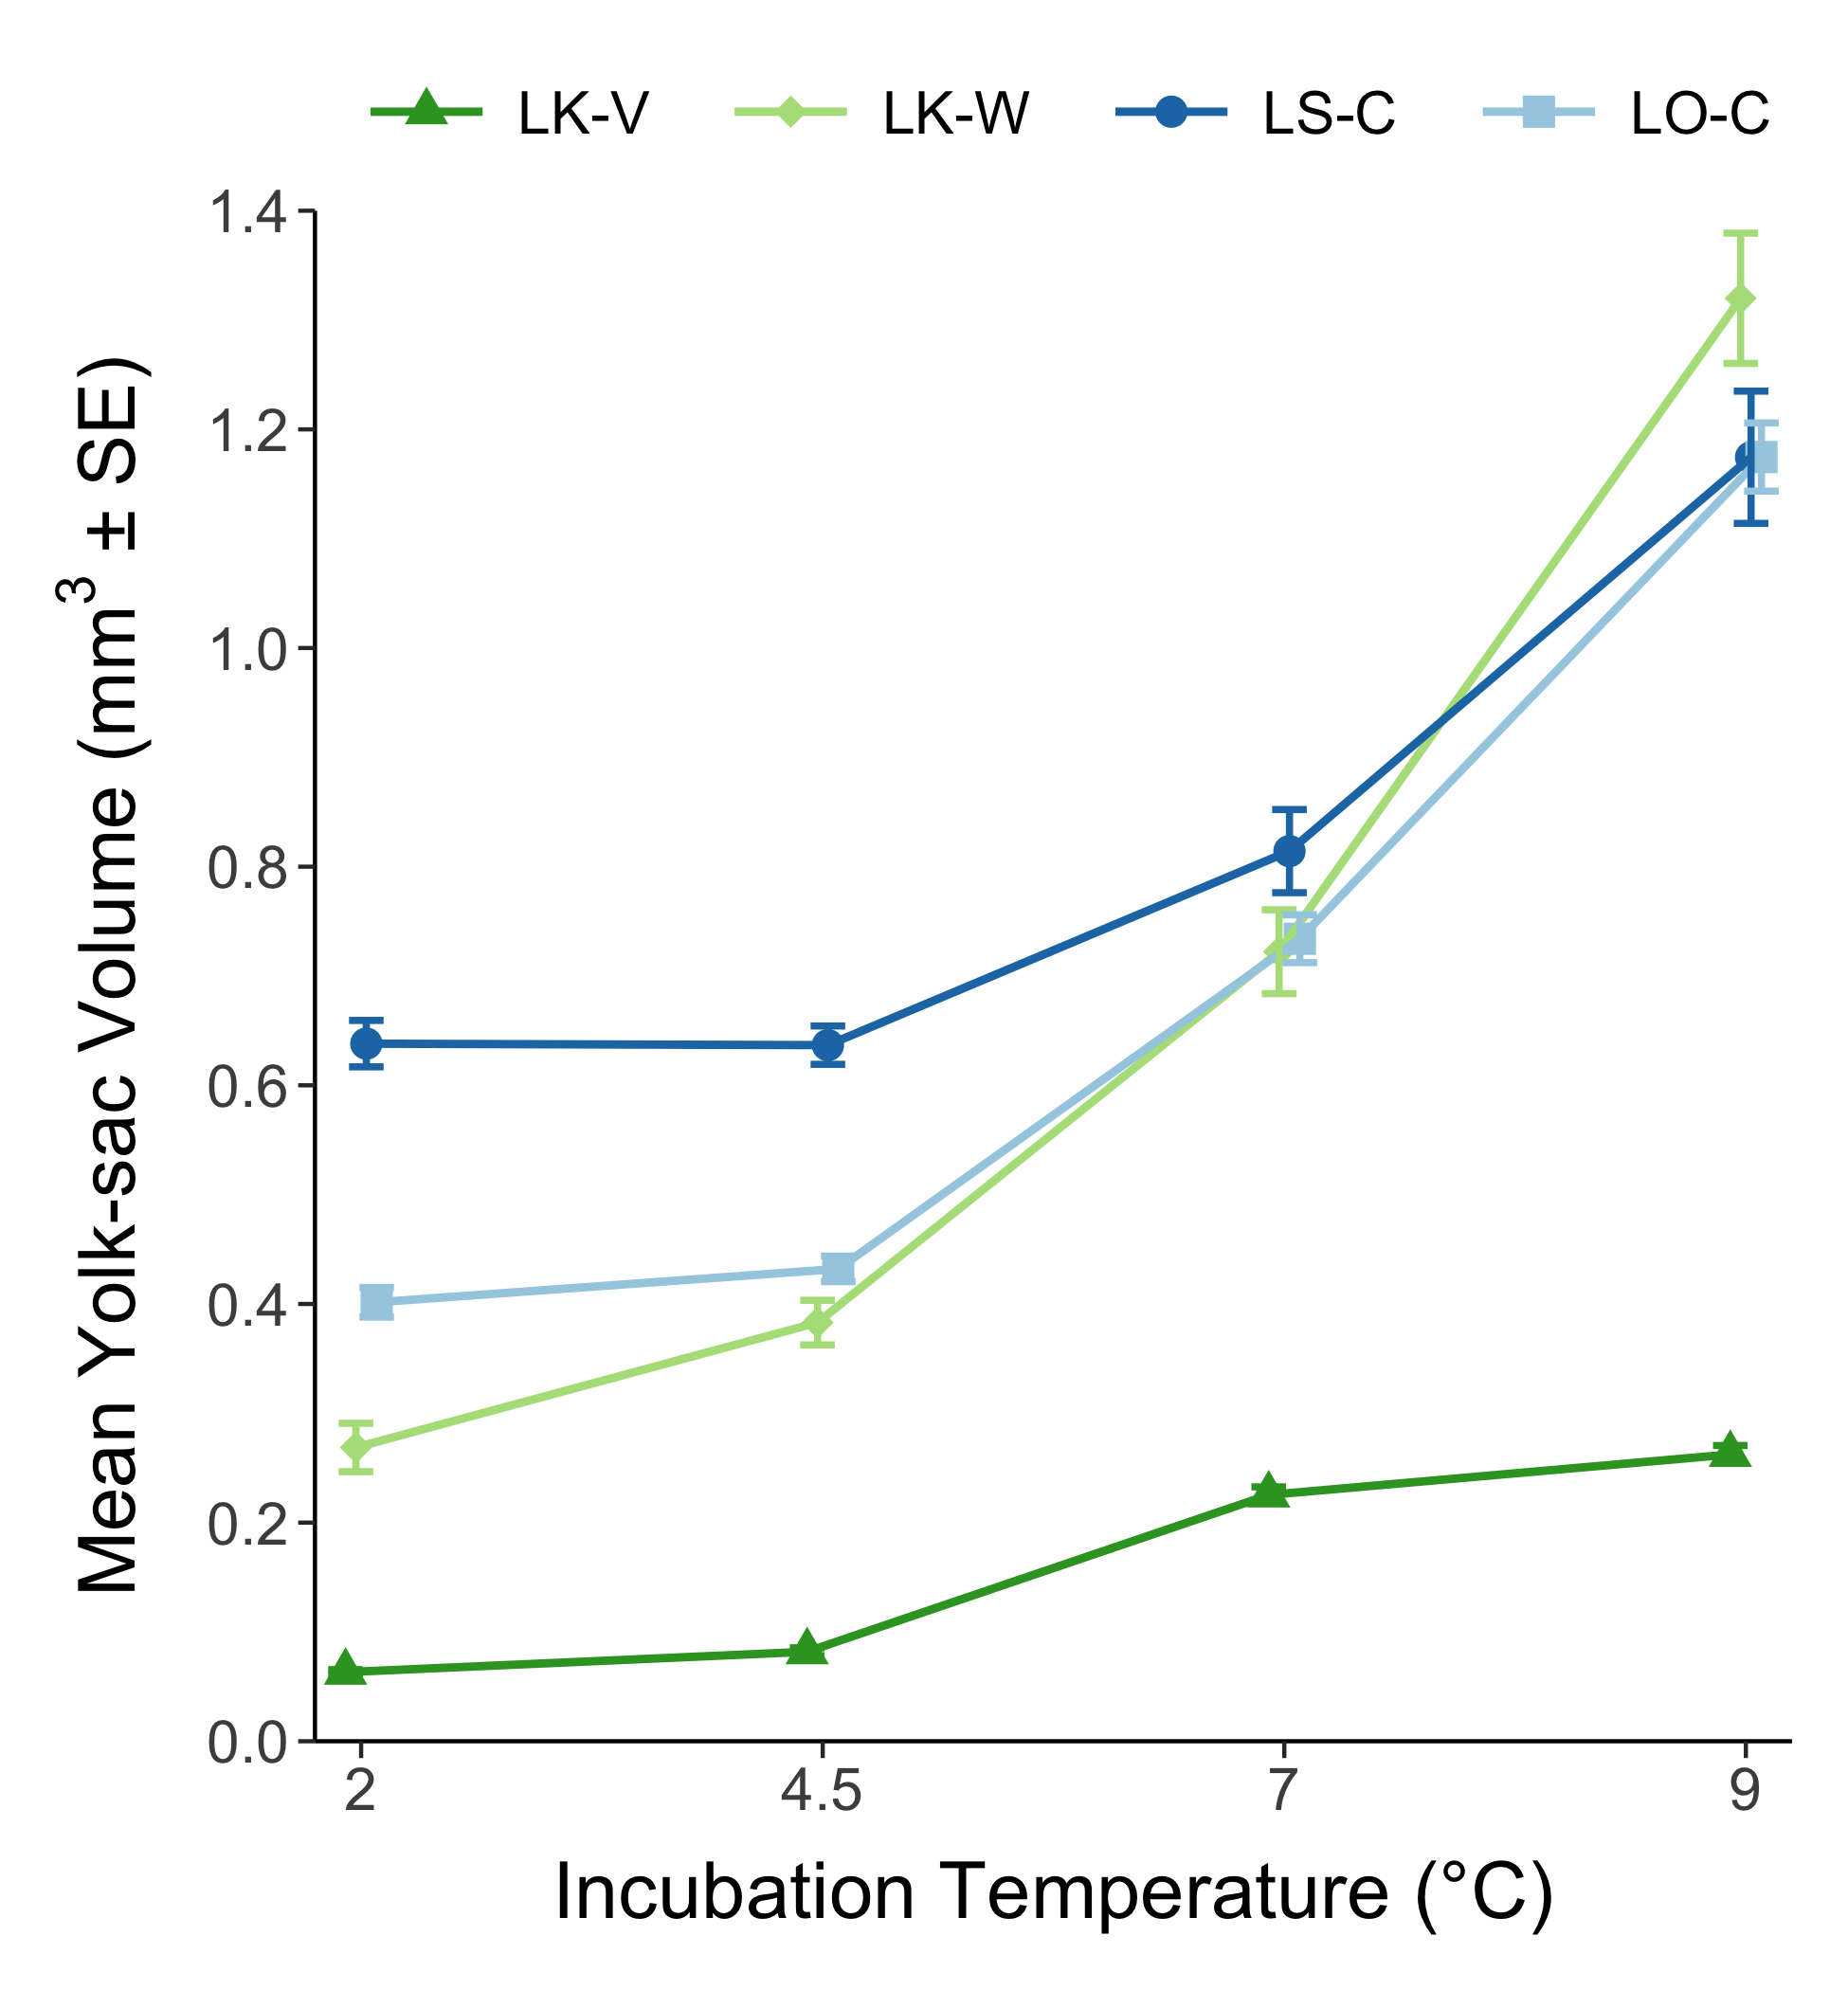 LK-V LK-W LS-C LO-C
1.4
1.2
1.0
0.8
0.6
0.4
0.2
0.0
Mean Yolk-sac Volume (mm³ ± SE)
2 4.5 7 9
Incubation Temperature (°C)